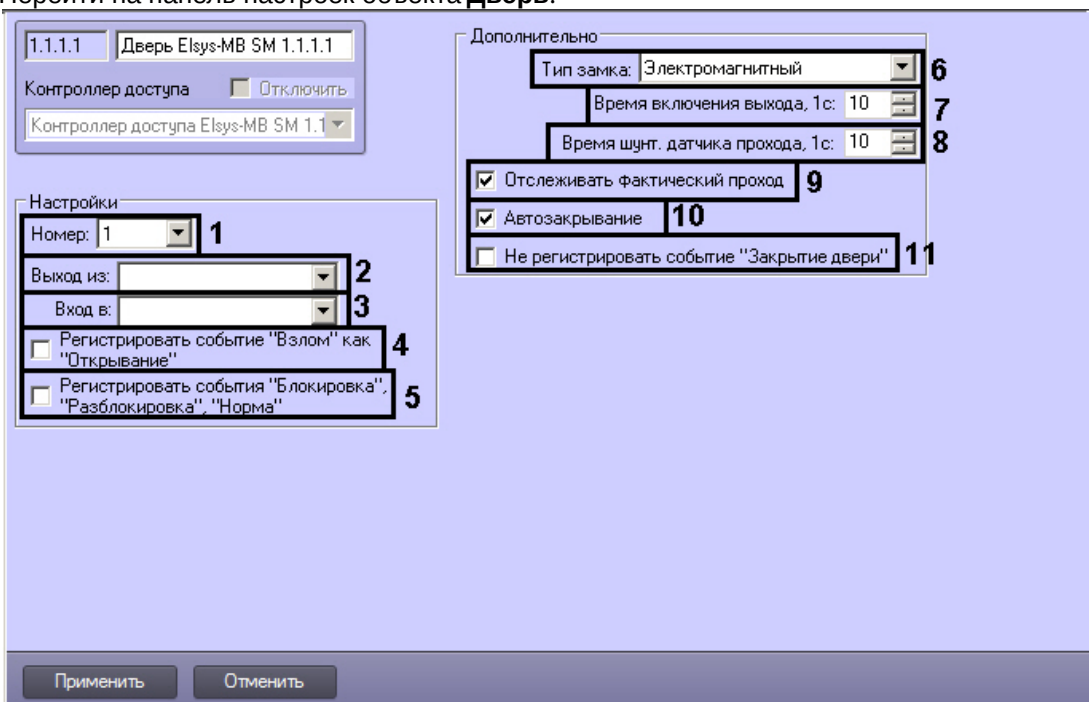 Перейти на панель настроек объекта Дверь.
1.1.1.1 Дверь Elsys-MB SM 1.1.1.1
Контроллер доступа Отключить
Контроллер доступа Elsys-MB SM 1.1
Настройки
Номер: 1 1
Выход из: 2
Вход в: 3
Регистрировать событие "Взлом" как
"Открывание" 4
Регистрировать события "Блокировка",
"Разблокировка", "Норма" 5
Дополнительно
Тип замка: Электромагнитный 6
Время включения выхода, 1с: 10 7
Время шунт. датчика прохода, 1с: 10 8
Отслеживать фактический проход 9
Автозакрывание 10
Не регистрировать событие "Закрытие двери" 11
Применить Отменить